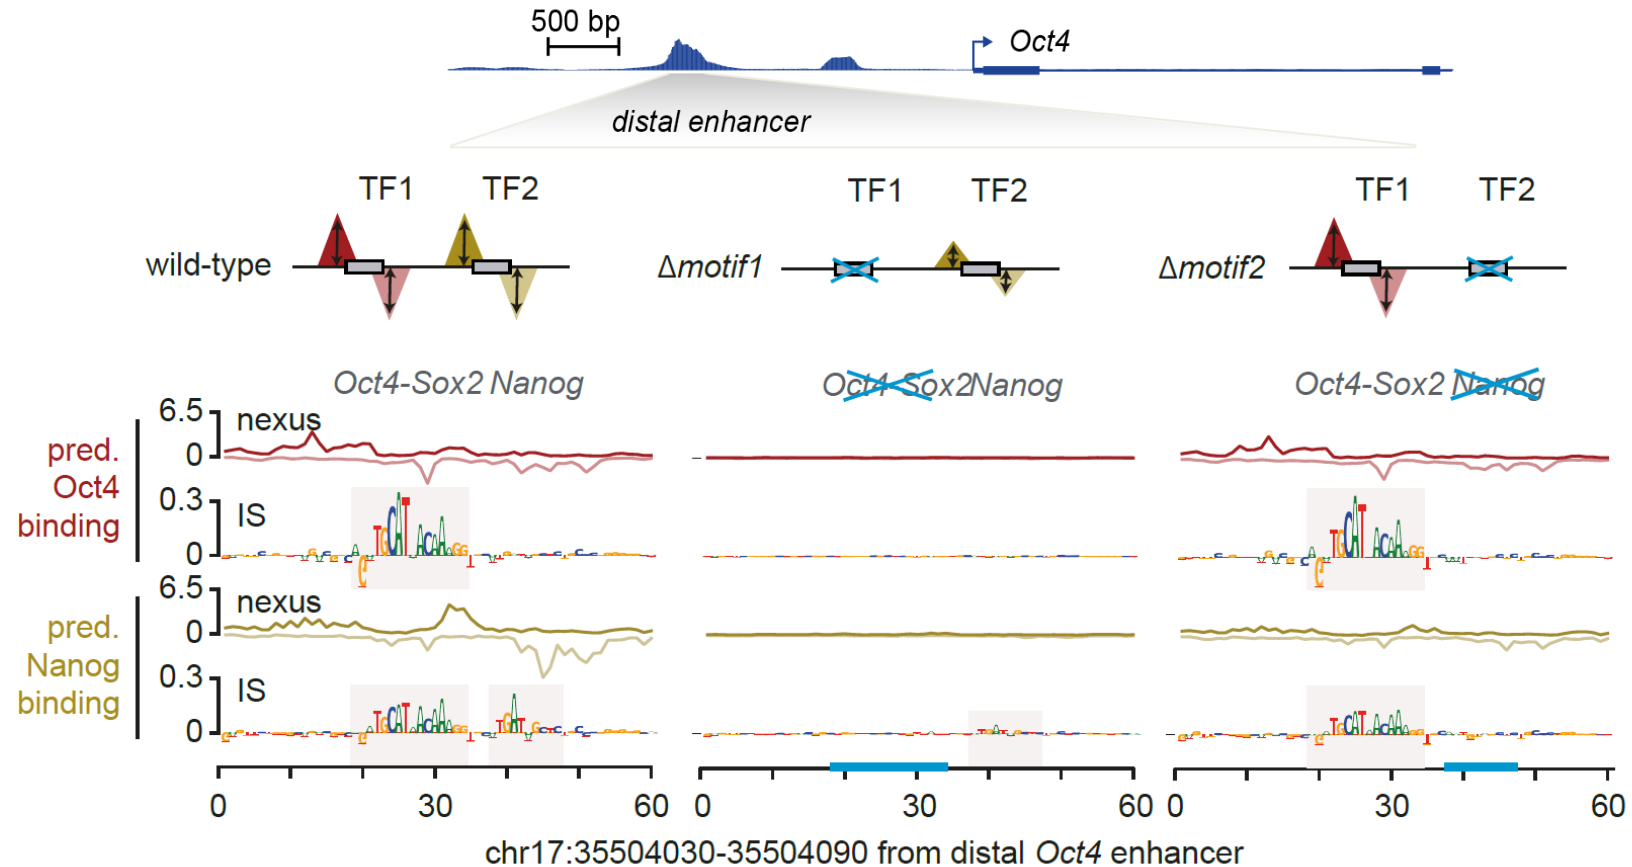 500 bp
Oct4
distal enhancer
TF1 TF2
TF1 TF2
TF1 TF2
wild-type
Δmotif1
Δmotif2
Oct4-Sox2 Nanog
Oct4-Sox2Nanog
Oct4-Sox2 Nanog
pred.
Oct4
binding
6.5
0
nexus
0.3
0
IS
pred.
Nanog
binding
6.5
0
nexus
0.3
0
IS
0 30 60
0 30 60
0 30 60
chr17:35504030-35504090 from distal Oct4 enhancer